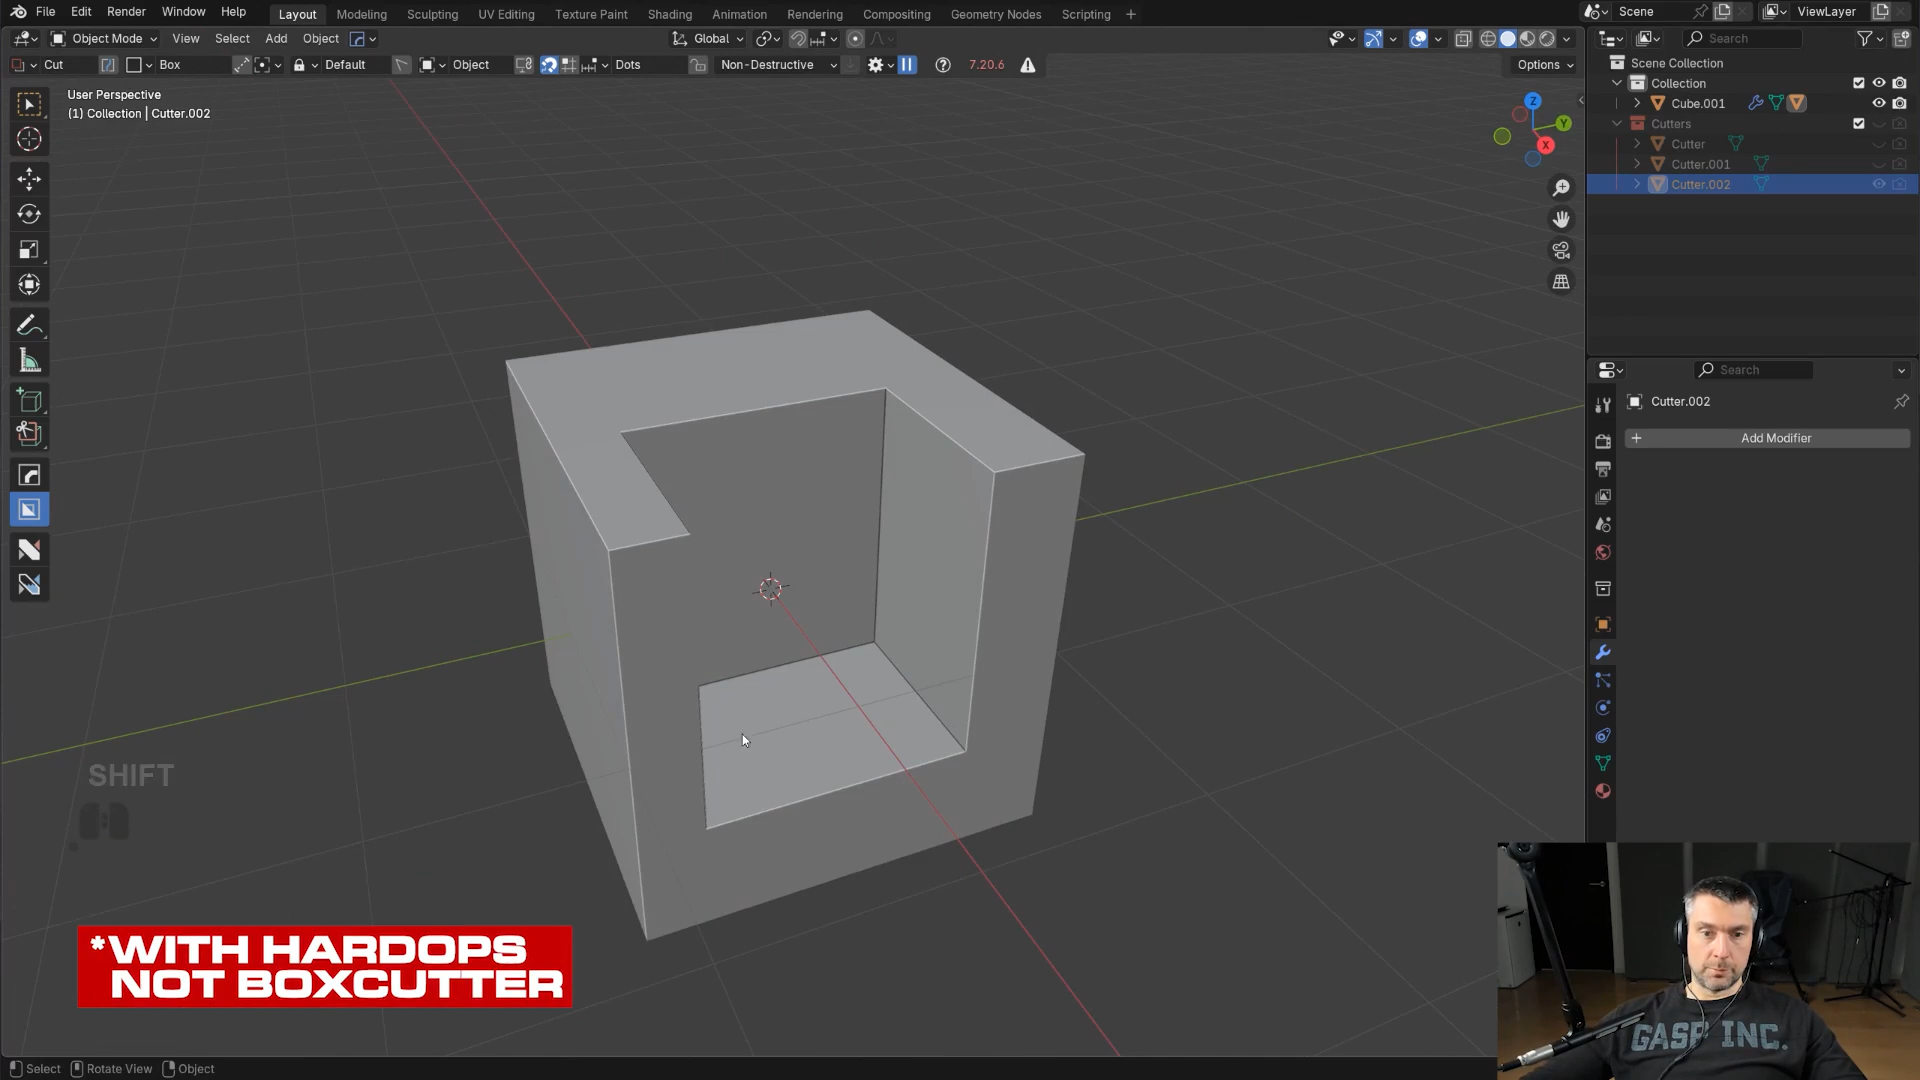 File Edit Render Window Help
Layout Modeling Sculpting UV Editing Texture Paint Shading Animation Rendering Compositing Geometry Nodes Scripting +
Scene
ViewLayer
Object Mode View Select Add Object
Global
Search
Cut Box Default Object Dots Non-Destructive 7.20.6 Options
Scene Collection
Collection
Cube.001
Cutters
Cutter
Cutter.001
Cutter.002
User Perspective
(1) Collection | Cutter.002
Z
Y
X
Search
Cutter.002
+ Add Modifier
SHIFT
*WITH HARDOPS
NOT BOXCUTTER
GASP INC.
Select Rotate View Object